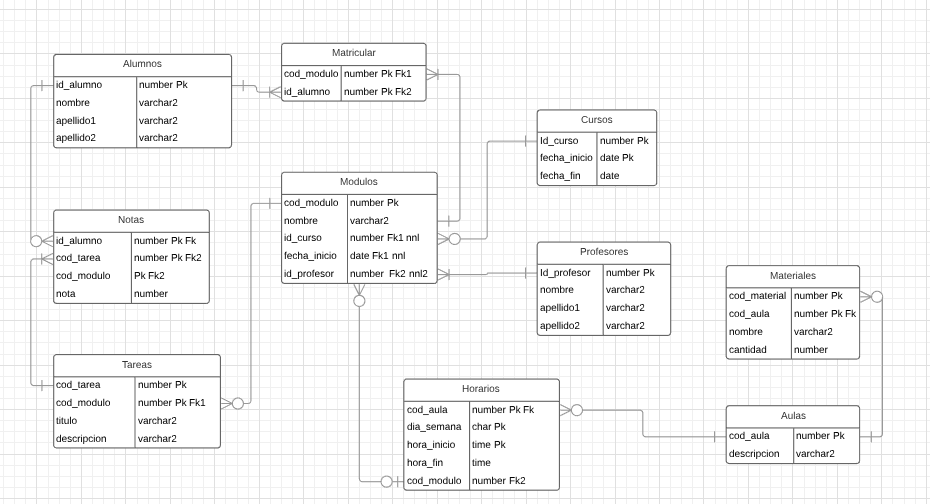 Alumnos
id_alumno number Pk
nombre varchar2
apellido1 varchar2
apellido2 varchar2
Matricular
cod_modulo number Pk Fk1
id_alumno number Pk Fk2
Cursos
Id_curso number Pk
fecha_inicio date Pk
fecha_fin date
Modulos
cod_modulo number Pk
nombre varchar2
id_curso number Fk1 nnl
fecha_inicio date Fk1 nnl
id_profesor number Fk2 nnl2
Notas
id_alumno number Pk Fk
cod_tarea number Pk Fk2
cod_modulo Pk Fk2
nota number
Profesores
Id_profesor number Pk
nombre varchar2
apellido1 varchar2
apellido2 varchar2
Materiales
cod_material number Pk
cod_aula number Pk Fk
nombre varchar2
cantidad number
Tareas
cod_tarea number Pk
cod_modulo number Pk Fk1
titulo varchar2
descripcion varchar2
Horarios
cod_aula number Pk Fk
dia_semana char Pk
hora_inicio time Pk
hora_fin time
cod_modulo number Fk2
Aulas
cod_aula number Pk
descripcion varchar2